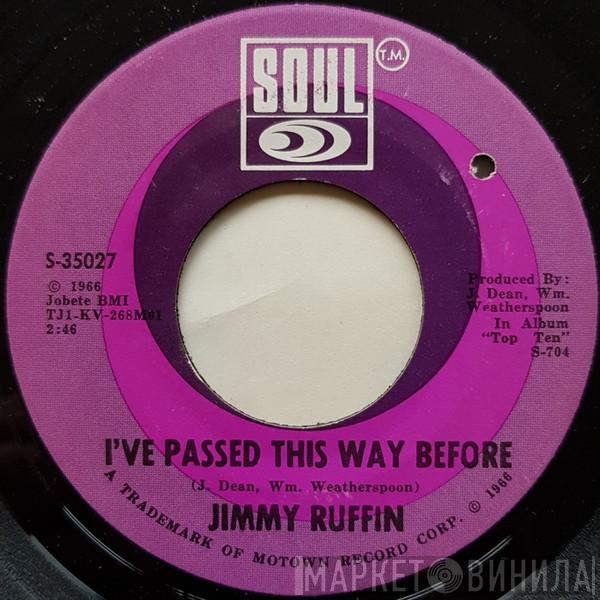 SOUL
T.M.
S-35027
© 1966
Jobete BMI
TJ1-KV-268M01
2:46
Produced By:
J. Dean, Wm.
Weatherspoon
In Album
"Top Ten"
S-704
I'VE PASSED THIS WAY BEFORE
(J. Dean, Wm. Weatherspoon)
JIMMY RUFFIN
A TRADEMARK OF MOTOWN RECORD CORP. © 1966
МАРКЕТ ВИНИЛА